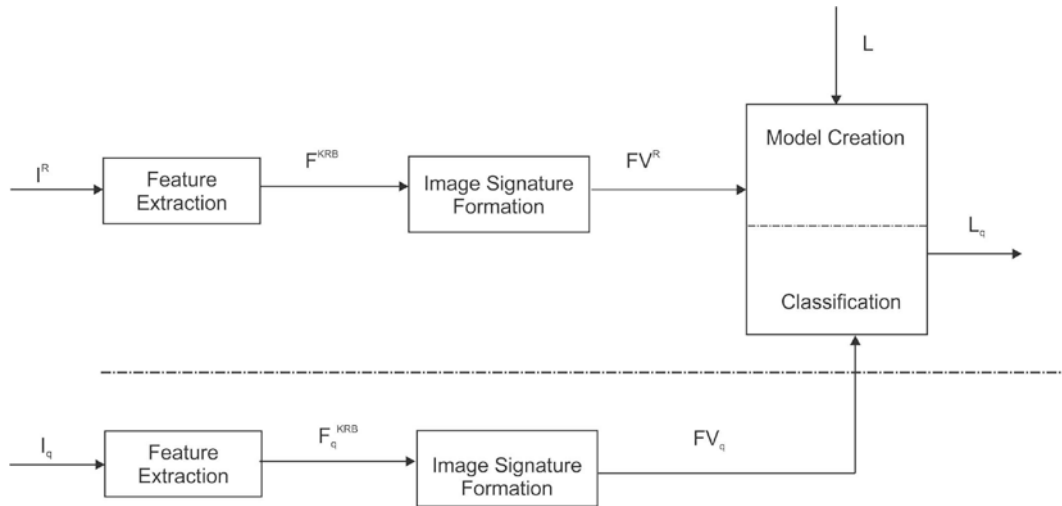 L
Model Creation
I^R
Feature
Extraction
F^KRB
Image Signature
Formation
FV^R
L_q
Classification
I_q
Feature
Extraction
F_q^KRB
Image Signature
Formation
FV_q